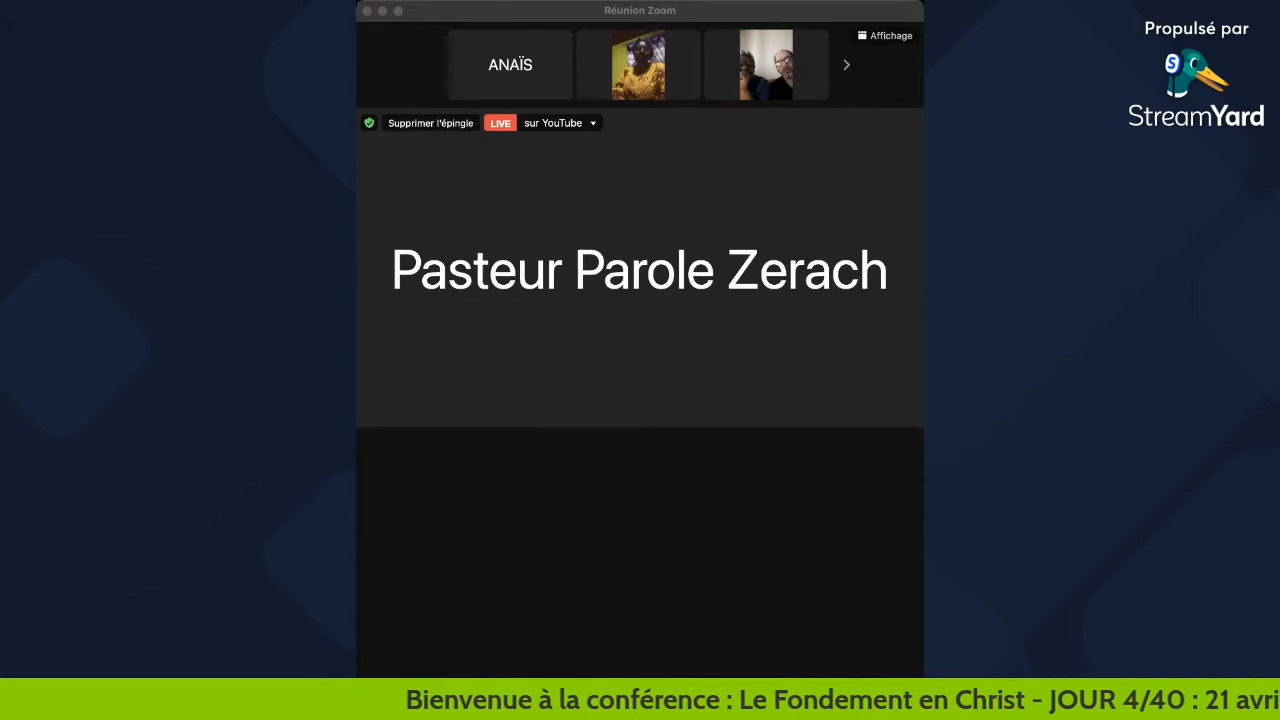 Réunion Zoom
Propulsé par
StreamYard
Affichage
ANAÏS
Supprimer l'épingle
LIVE sur YouTube
Pasteur Parole Zerach
Bienvenue à la conférence : Le Fondement en Christ - JOUR 4/40 : 21 avri